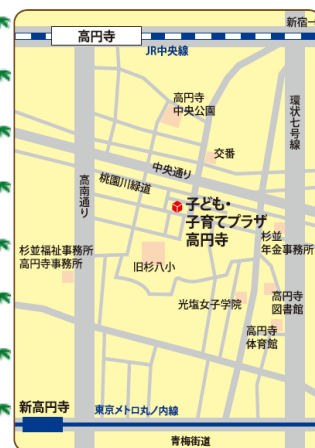 新宿→
高円寺
JR中央線
高円寺
中央公園
環状七号線
交番
中央通り
桃園川緑道
高南通り
子ども・
子育てプラザ
高円寺
杉並
年金事務所
杉並福祉事務所
高円寺事務所
旧杉八小
光塩女子学院
高円寺
図書館
高円寺
体育館
新高円寺
東京メトロ丸ノ内線
青梅街道